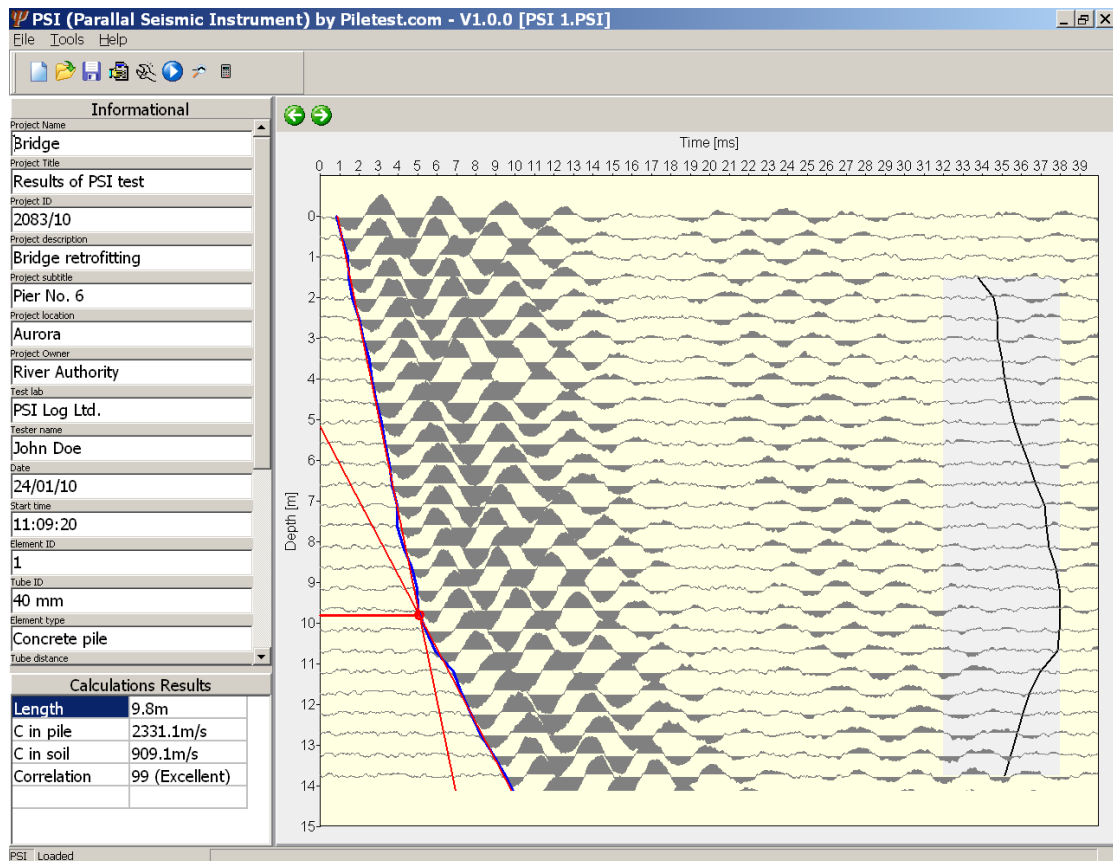 PSI (Parallal Seismic Instrument) by Piletest.com - V1.0.0 [PSI 1.PSI]
File Tools Help
Informational
Project Name
Bridge
Project Title
Results of PSI test
Project ID
2083/10
Project description
Bridge retrofitting
Project subtitle
Pier No. 6
Project location
Aurora
Project Owner
River Authority
Test lab
PSI Log Ltd.
Tester name
John Doe
Date
24/01/10
Start time
11:09:20
Element ID
1
Tube ID
40 mm
Element type
Concrete pile
Tube distance
Calculations Results
Length 9.8m
C in pile 2331.1m/s
C in soil 909.1m/s
Correlation 99 (Excellent)
Time [ms]
0 1 2 3 4 5 6 7 8 9 10 11 12 13 14 15 16 17 18 19 20 21 22 23 24 25 26 27 28 29 30 31 32 33 34 35 36 37 38 39
Depth [m]
0
1
2
3
4
5
6
7
8
9
10
11
12
13
14
15
PSI Loaded